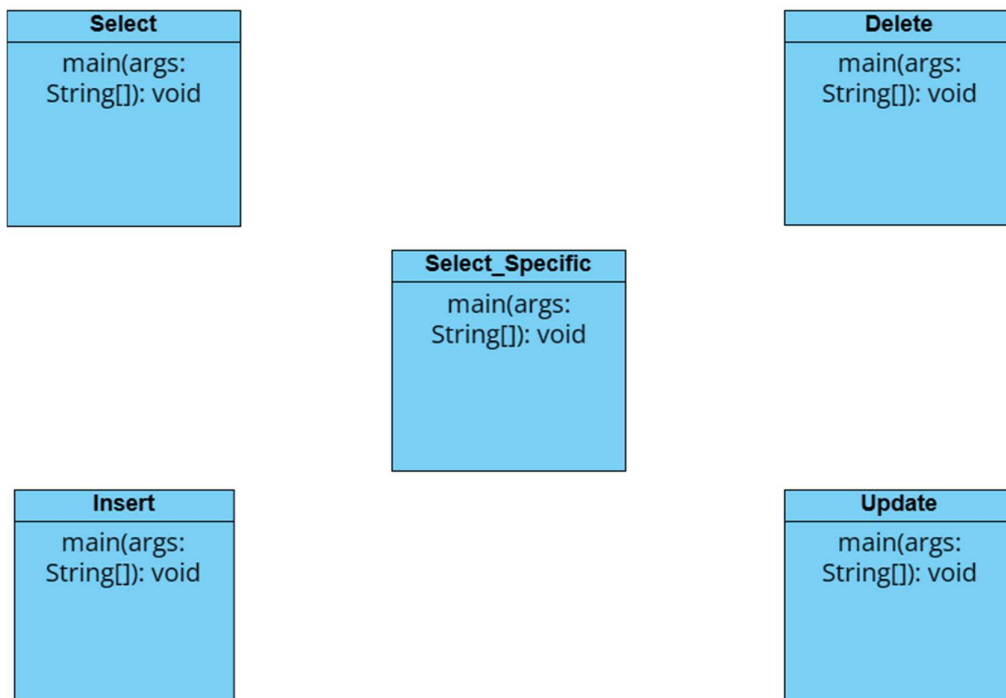 Select
main(args:
String[]): void
Delete
main(args:
String[]): void
Select_Specific
main(args:
String[]): void
Insert
main(args:
String[]): void
Update
main(args:
String[]): void